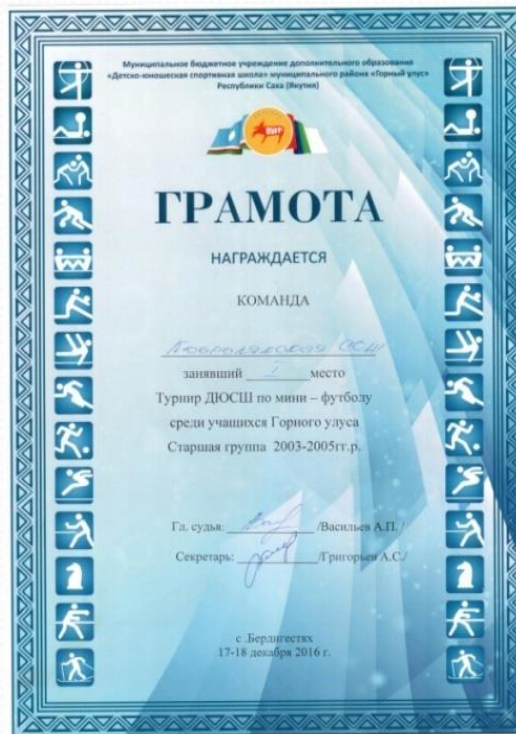 Муниципальное бюджетное учреждение дополнительного образования
«Детско-юношеская спортивная школа» муниципального района «Горный улус»
Республики Саха (Якутия)
ГРАМОТА
НАГРАЖДАЕТСЯ
КОМАНДА
СОШ
занявший I место
Турнир ДЮСШ по мини – футболу
среди учащихся Горного улуса
Старшая группа 2003-2005гг.р.
Гл. судья: /Васильев А.П. /
Секретарь: /Григорьев А.С./
с .Бердигестях
17-18 декабря 2016 г.